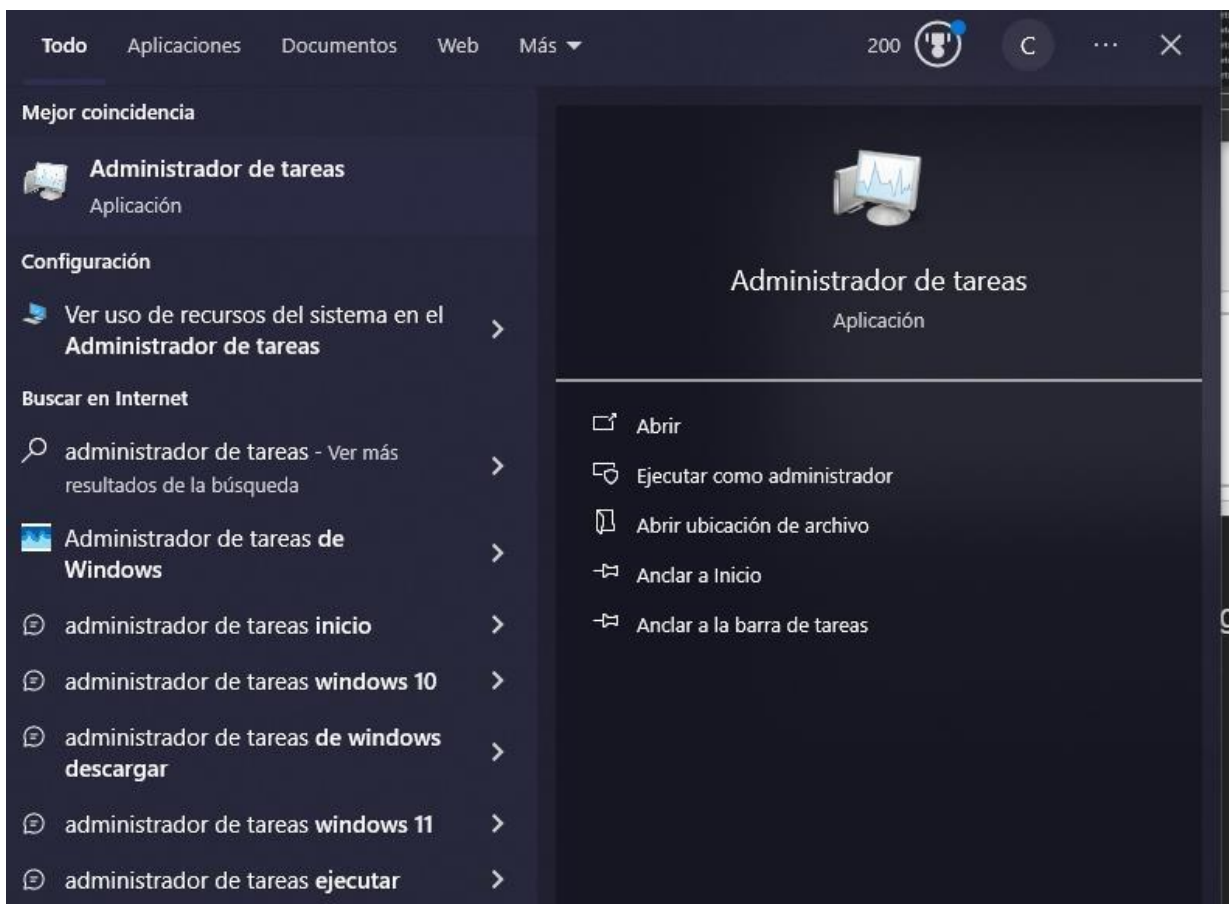 Todo Aplicaciones Documentos Web Más 200 C
Mejor coincidencia
Administrador de tareas
Aplicación
Configuración
Ver uso de recursos del sistema en el
Administrador de tareas
Buscar en Internet
administrador de tareas - Ver más
resultados de la búsqueda
Administrador de tareas de
Windows
administrador de tareas inicio
administrador de tareas windows 10
administrador de tareas de windows
descargar
administrador de tareas windows 11
administrador de tareas ejecutar
Administrador de tareas
Aplicación
Abrir
Ejecutar como administrador
Abrir ubicación de archivo
Anclar a Inicio
Anclar a la barra de tareas